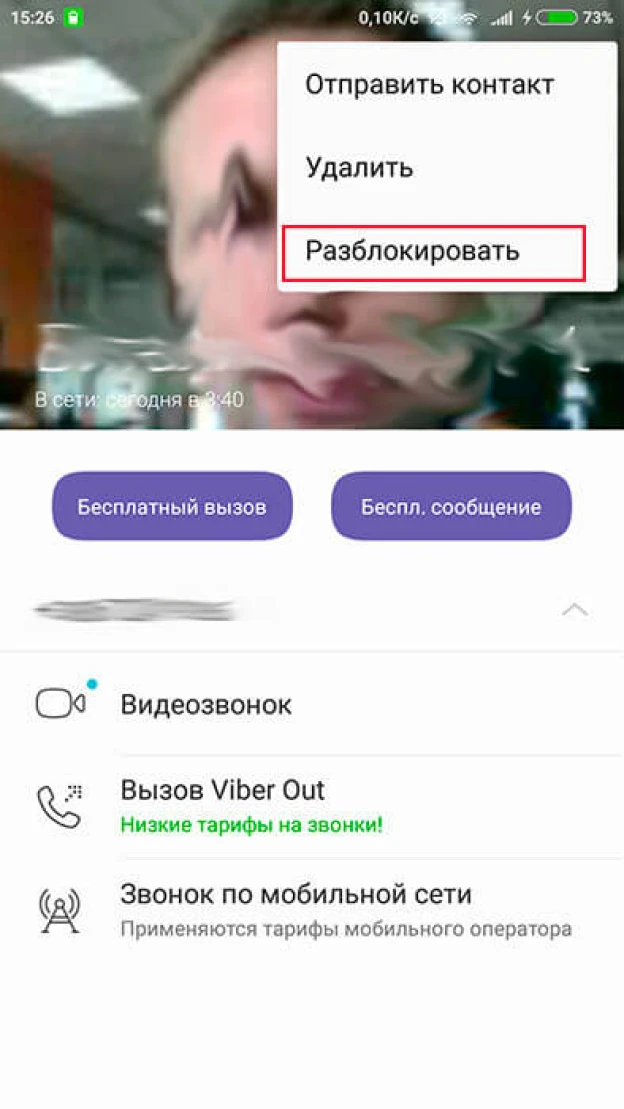 15:26
0,10K/c
73%
Отправить контакт
Удалить
Разблокировать
В сети: сегодня в 3:40
Бесплатный вызов
Беспл. сообщение
Видеозвонок
Вызов Viber Out
Низкие тарифы на звонки!
Звонок по мобильной сети
Применяются тарифы мобильного оператора